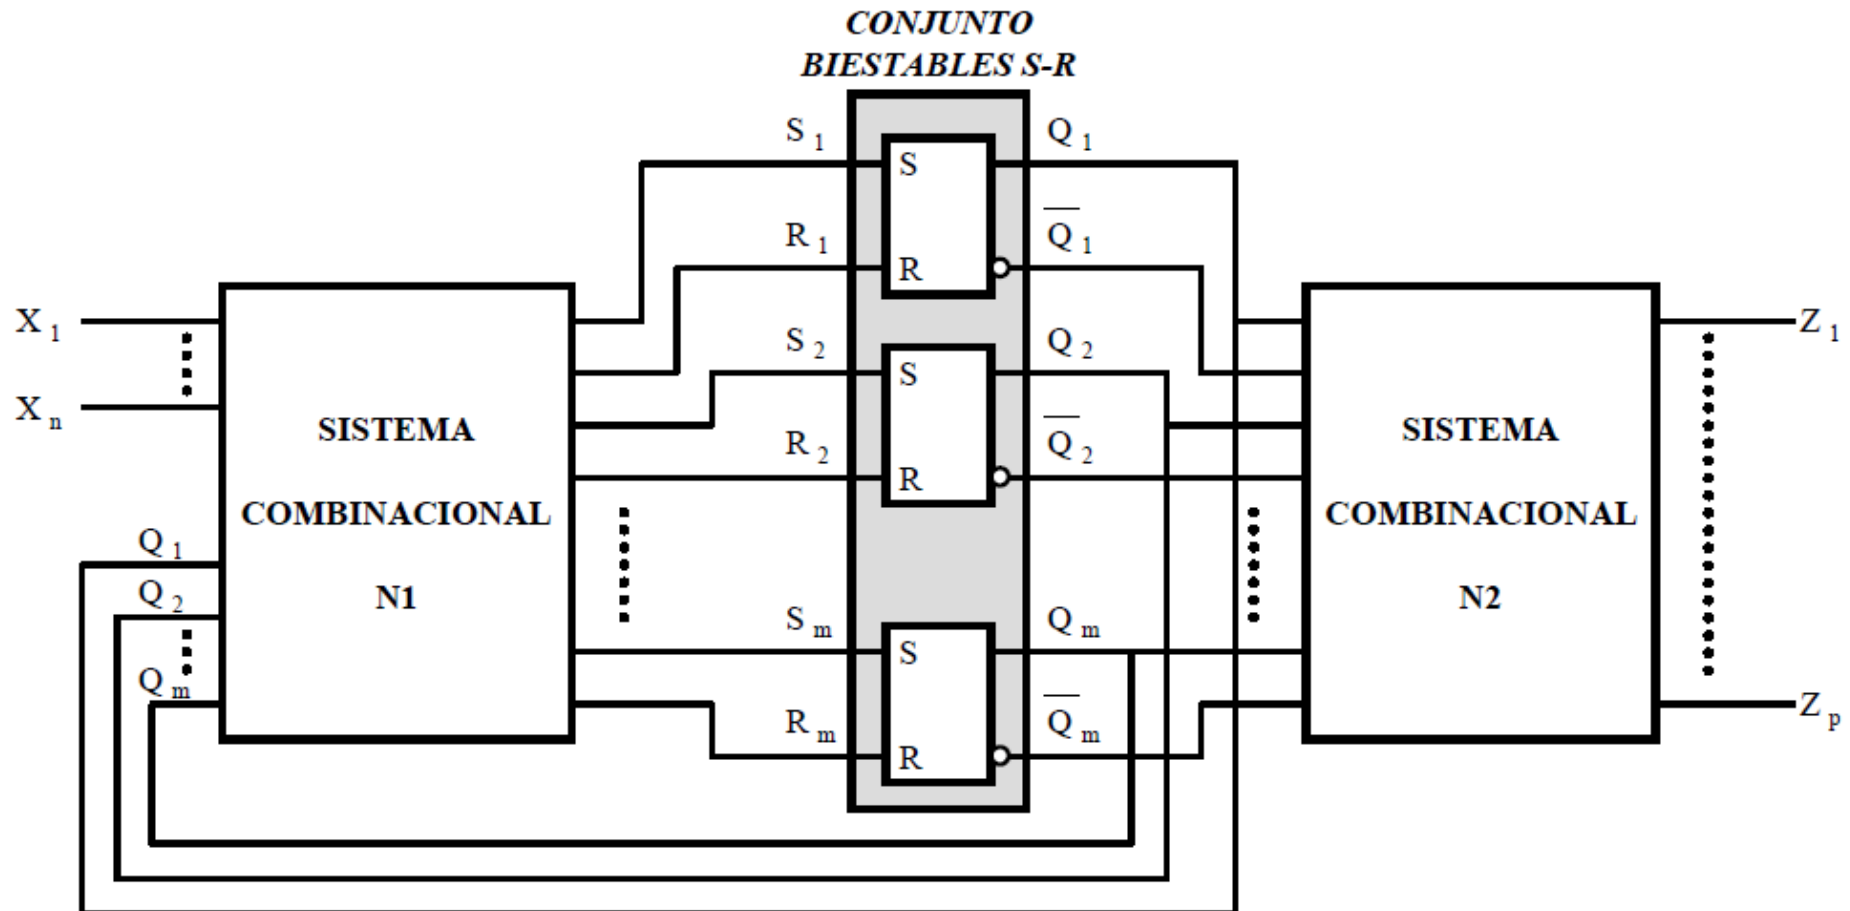 CONJUNTO
BIESTABLES S-R
S 1
Q 1
S
R 1
Q̅ 1
R
X 1
S 2
Q 2
Z 1
S
X n
SISTEMA
R 2
Q̅ 2
SISTEMA
R
COMBINACIONAL
COMBINACIONAL
Q 1
Q 2
N1
N2
S m
Q m
S
Q m
R m
Q̅ m
Z p
R